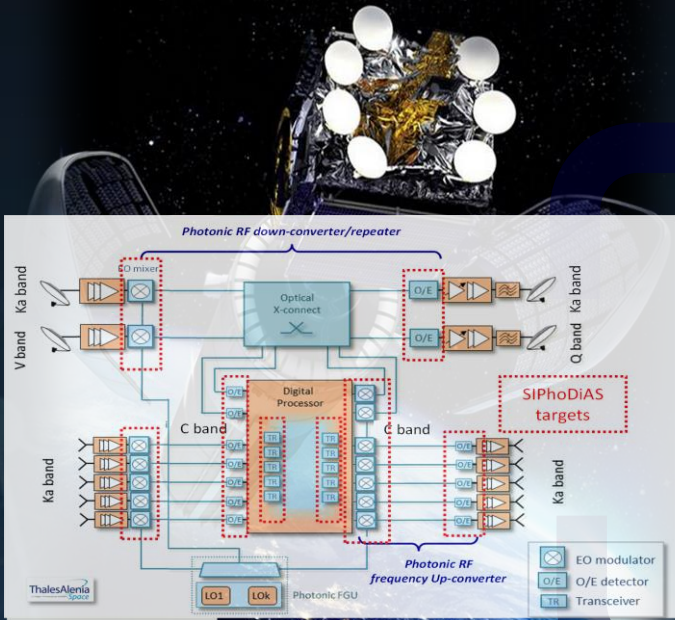 Photonic RF down-converter/repeater
EO mixer
Ka band
V band
Optical
X-connect
O/E
O/E
Ka band
Q band
SIPhoDiAS
targets
O/E
O/E
Digital
Processor
C band
C band
Ka band
TR
TR
TR
TR
TR
TR
TR
TR
TR
TR
O/E
O/E
O/E
O/E
O/E
O/E
O/E
O/E
O/E
O/E
Ka band
Photonic RF
frequency Up-converter
ThalesAlenia
Space
LO1
LOk
Photonic FGU
EO modulator
O/E
O/E detector
TR
Transceiver